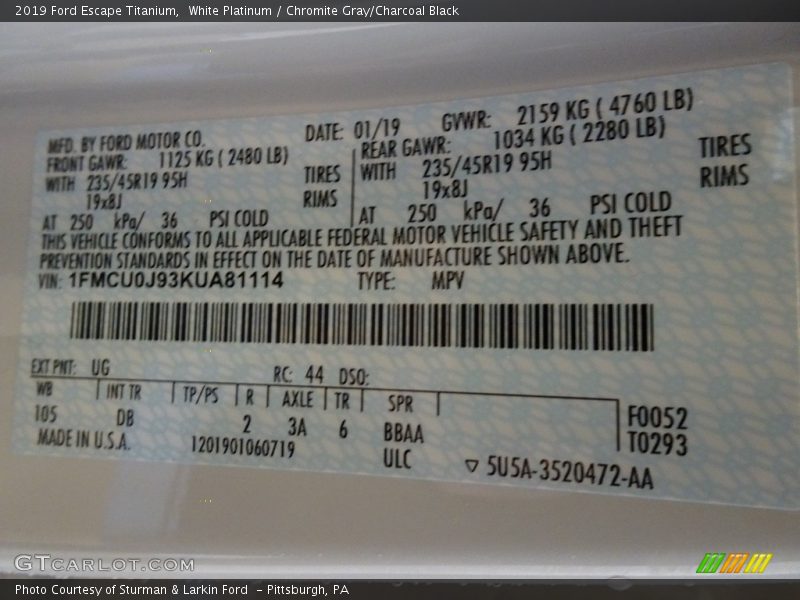 2019 Ford Escape Titanium, White Platinum / Chromite Gray/Charcoal Black
MFD. BY FORD MOTOR CO. DATE: 01/19 GVWR: 2159 KG ( 4760 LB)
FRONT GAWR: 1125 KG ( 2480 LB) REAR GAWR: 1034 KG ( 2280 LB)
WITH 235/45R19 95H TIRES WITH 235/45R19 95H TIRES
19x8J RIMS 19x8J RIMS
AT 250 kPa/ 36 PSI COLD AT 250 kPa/ 36 PSI COLD
THIS VEHICLE CONFORMS TO ALL APPLICABLE FEDERAL MOTOR VEHICLE SAFETY AND THEFT
PREVENTION STANDARDS IN EFFECT ON THE DATE OF MANUFACTURE SHOWN ABOVE.
VIN: 1FMCU0J93KUA81114 TYPE: MPV
EXT PNT: UG RC: 44 DSO:
WB INT TR TP/PS R AXLE TR SPR F0052
105 DB 2 3A 6 BBAA T0293
MADE IN U.S.A. 1201901060719 ULC ▽ 5U5A-3520472-AA
GTCARLOT.COM
Photo Courtesy of Sturman & Larkin Ford - Pittsburgh, PA